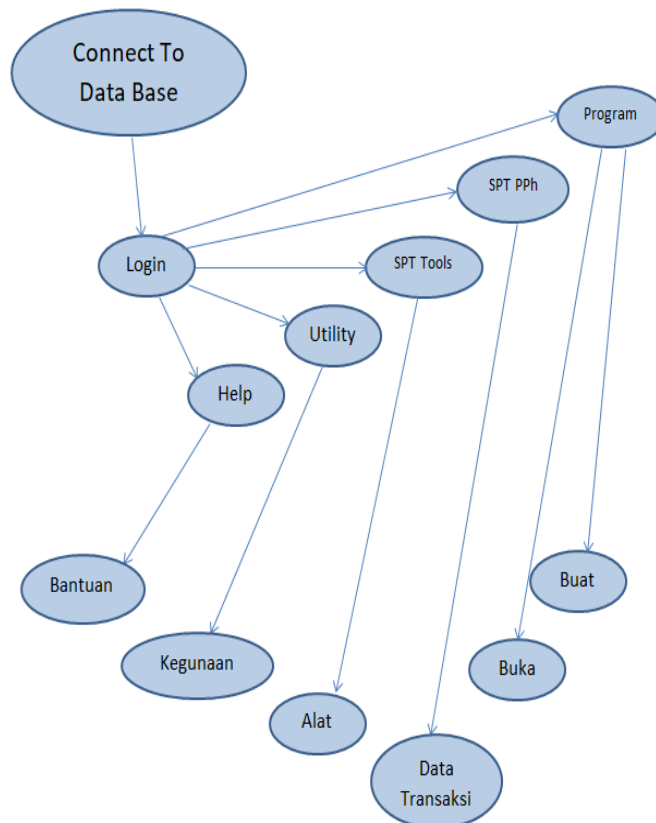 Connect To
Data Base
Program
SPT PPh
Login
SPT Tools
Utility
Help
Bantuan
Buat
Kegunaan
Buka
Alat
Data
Transaksi